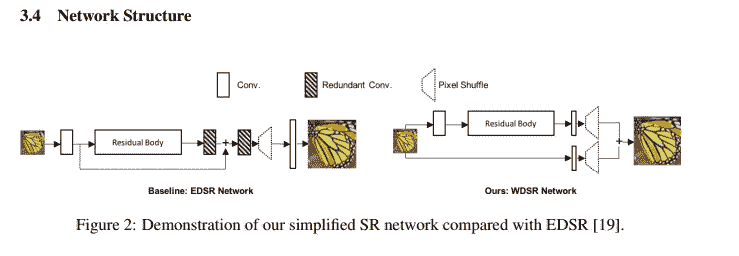 3.4 Network Structure
Conv.
Redundant Conv.
Pixel Shuffle
Residual Body
+
Baseline: EDSR Network
Residual Body
+
Ours: WDSR Network
Figure 2: Demonstration of our simplified SR network compared with EDSR [19].